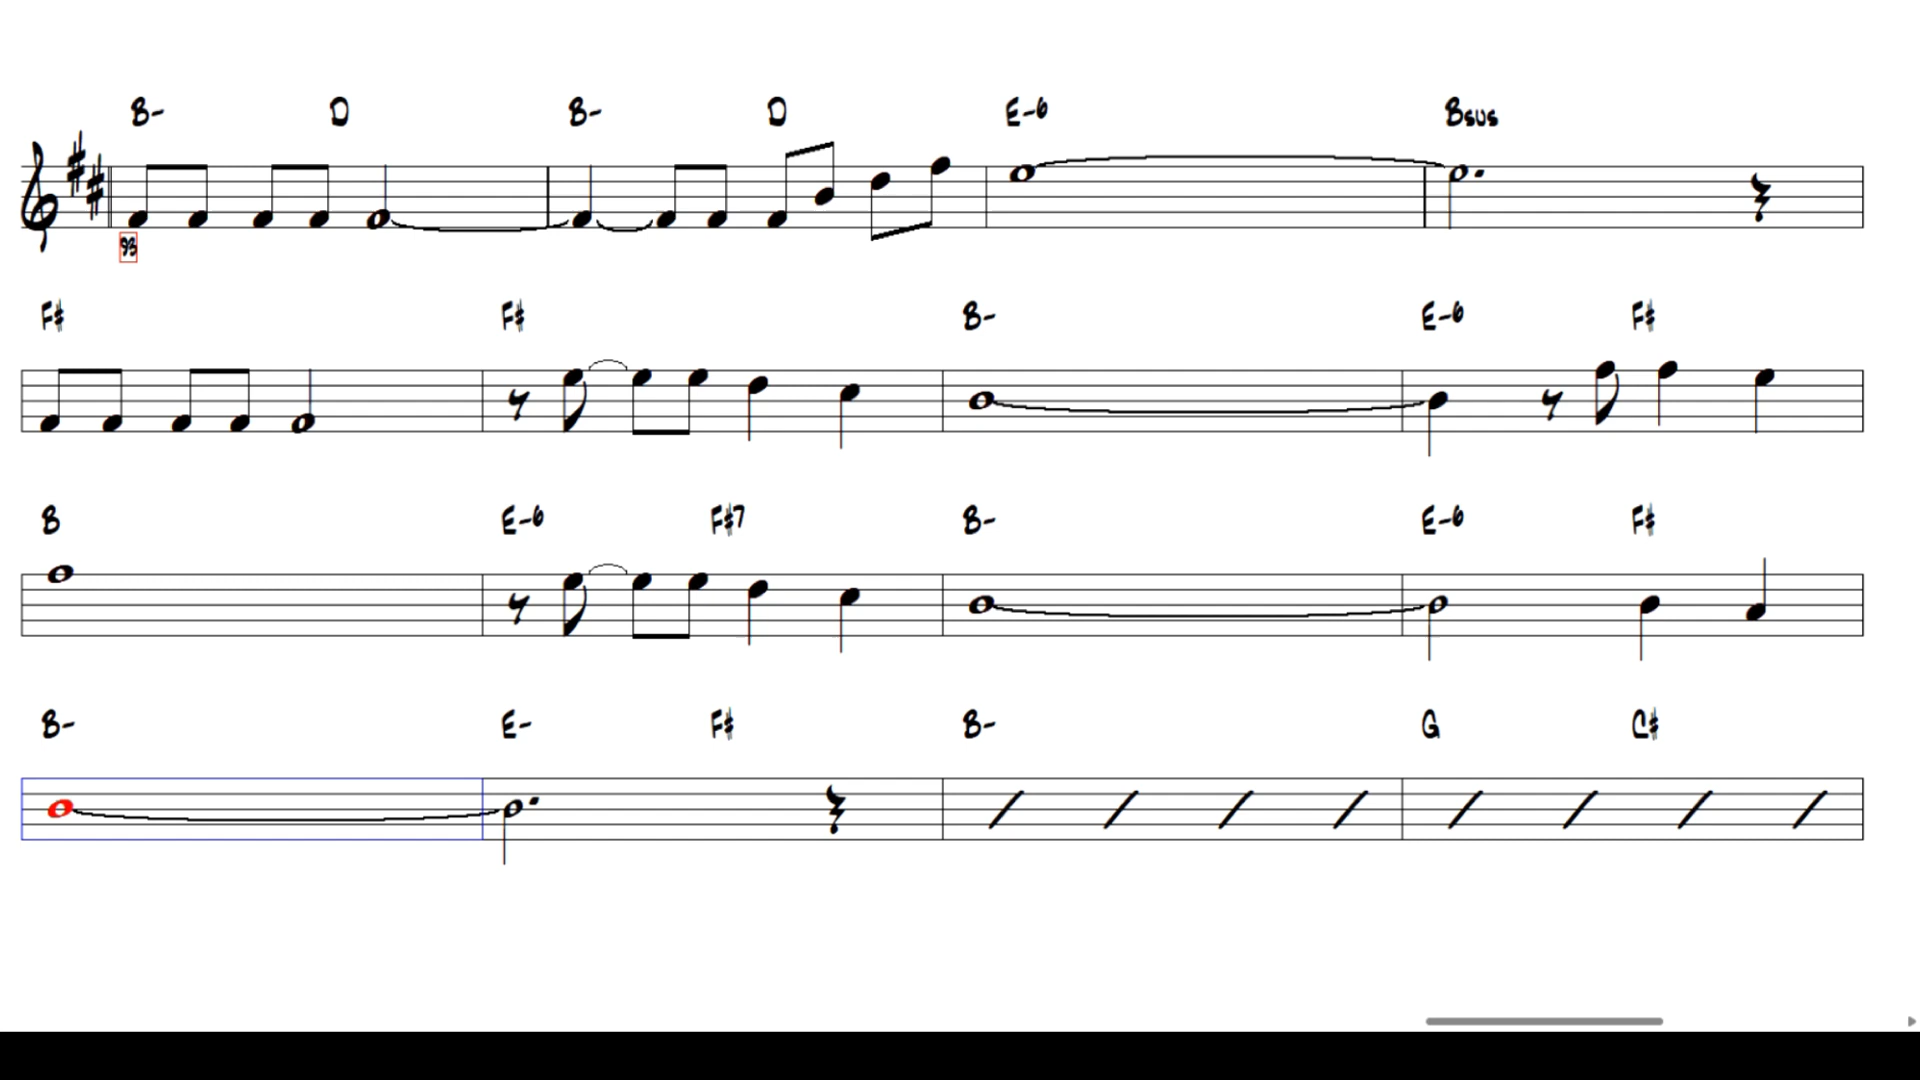 B- D B- D E-6 Bsus
93
F# F# B- E-6 F#
B E-6 F#7 B- E-6 F#
B- E- F# B- G C#